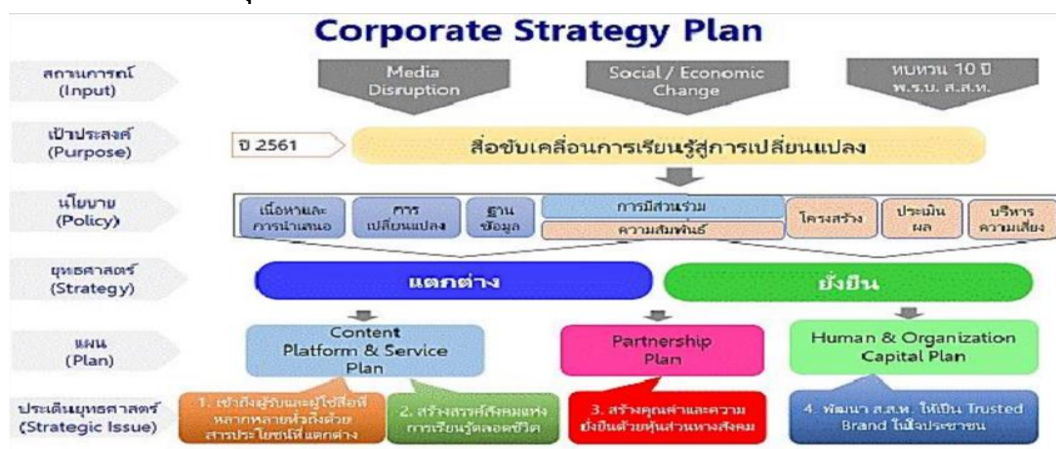 Corporate Strategy Plan
สถานการณ์
(Input)
Media
Disruption
Social / Economic
Change
ทบทวน 10 ปี
พ.ร.บ. ส.ส.ท.
เป้าประสงค์
(Purpose)
ปี 2561
สื่อขับเคลื่อนการเรียนรู้สู่การเปลี่ยนแปลง
นโยบาย
(Policy)
เนื้อหาและ
การนำเสนอ
การ
เปลี่ยนแปลง
ฐาน
ข้อมูล
การมีส่วนร่วม
ความสัมพันธ์
โครงสร้าง
ประเมิน
ผล
บริหาร
ความเสี่ยง
ยุทธศาสตร์
(Strategy)
แตกต่าง
ยั่งยืน
แผน
(Plan)
Content
Platform & Service
Plan
Partnership
Plan
Human & Organization
Capital Plan
ประเด็นยุทธศาสตร์
(Strategic Issue)
1. เข้าถึงผู้รับและผู้ใช้สื่อที่
หลากหลายทั่วถึงด้วย
สารประโยชน์ที่แตกต่าง
2. สร้างสรรค์สังคมแห่ง
การเรียนรู้ตลอดชีวิต
3. สร้างคุณค่าและความ
ยั่งยืนด้วยหุ้นส่วนทางสังคม
4. พัฒนา ส.ส.ท. ให้เป็น Trusted
Brand ในใจประชาชน